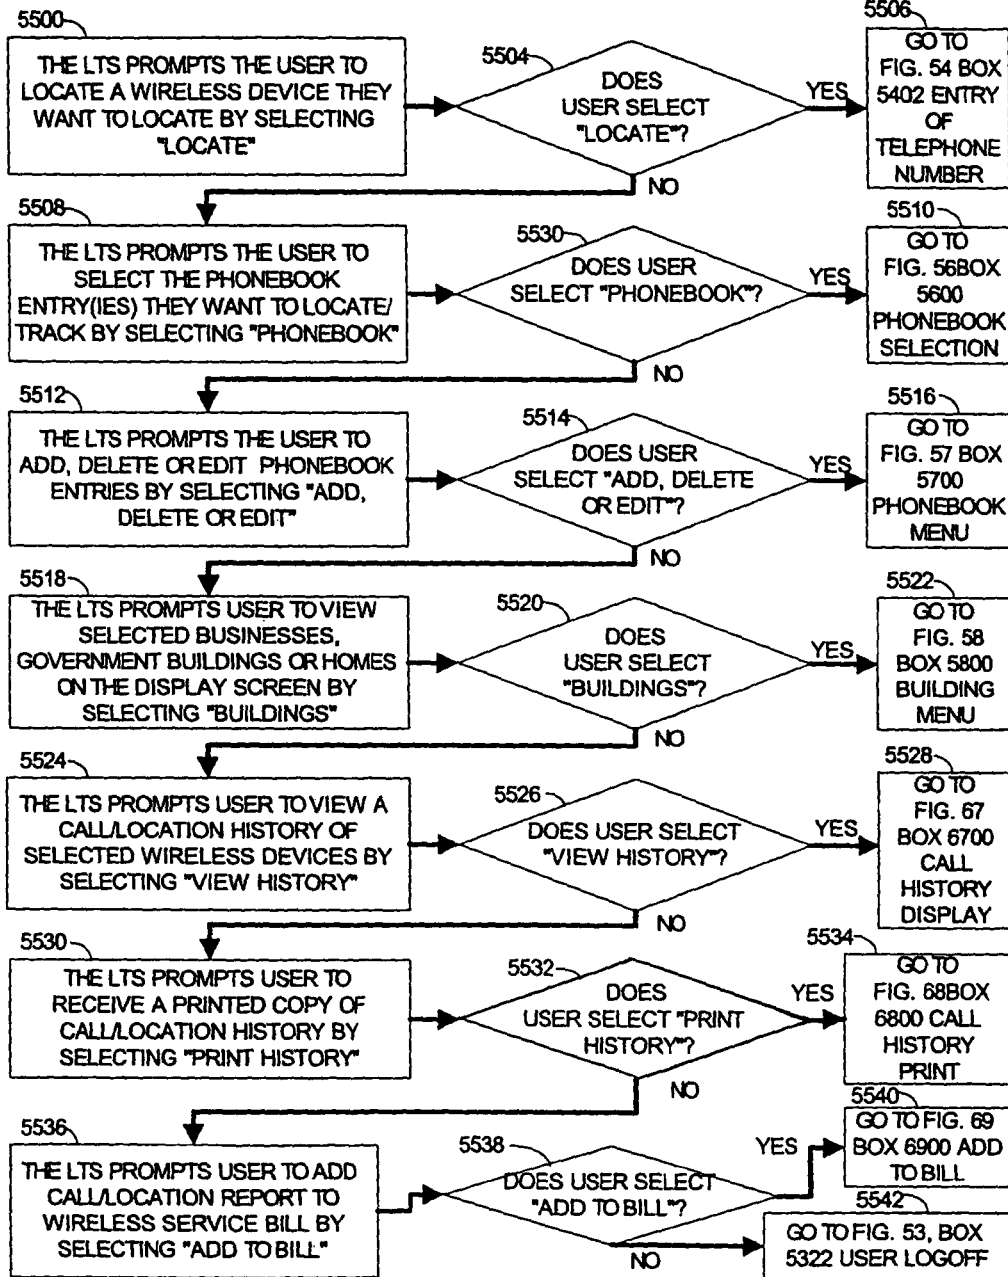 5500
THE LTS PROMPTS THE USER TO
LOCATE A WIRELESS DEVICE THEY
WANT TO LOCATE BY SELECTING
"LOCATE"
5504
DOES
USER SELECT
"LOCATE"?
YES
NO
5506
GO TO
FIG. 54 BOX
5402 ENTRY
OF
TELEPHONE
NUMBER
5508
THE LTS PROMPTS THE USER TO
SELECT THE PHONEBOOK
ENTRY(IES) THEY WANT TO LOCATE/
TRACK BY SELECTING "PHONEBOOK"
5530
DOES USER
SELECT "PHONEBOOK"?
YES
NO
5510
GO TO
FIG. 56BOX
5600
PHONEBOOK
SELECTION
5512
THE LTS PROMPTS THE USER TO
ADD, DELETE OR EDIT PHONEBOOK
ENTRIES BY SELECTING "ADD,
DELETE OR EDIT"
5514
DOES USER
SELECT "ADD, DELETE
OR EDIT"?
YES
NO
5516
GO TO
FIG. 57 BOX
5700
PHONEBOOK
MENU
5518
THE LTS PROMPTS USER TO VIEW
SELECTED BUSINESSES,
GOVERNMENT BUILDINGS OR HOMES
ON THE DISPLAY SCREEN BY
SELECTING "BUILDINGS"
5520
DOES
USER SELECT
"BUILDINGS"?
YES
NO
5522
GO TO
FIG. 58
BOX 5800
BUILDING
MENU
5524
THE LTS PROMPTS USER TO VIEW A
CALL/LOCATION HISTORY OF
SELECTED WIRELESS DEVICES BY
SELECTING "VIEW HISTORY"
5526
DOES USER SELECT
"VIEW HISTORY"?
YES
NO
5528
GO TO
FIG. 67
BOX 6700
CALL
HISTORY
DISPLAY
5530
THE LTS PROMPTS USER TO
RECEIVE A PRINTED COPY OF
CALL/LOCATION HISTORY BY
SELECTING "PRINT HISTORY"
5532
DOES
USER SELECT "PRINT
HISTORY"?
YES
NO
5534
GO TO
FIG. 68BOX
6800 CALL
HISTORY
PRINT
5536
THE LTS PROMPTS USER TO ADD
CALL/LOCATION REPORT TO
WIRELESS SERVICE BILL BY
SELECTING "ADD TO BILL"
5538
DOES USER SELECT
"ADD TO BILL"?
YES
NO
5540
GO TO FIG. 69
BOX 6900 ADD
TO BILL
5542
GO TO FIG. 53, BOX
5322 USER LOGOFF